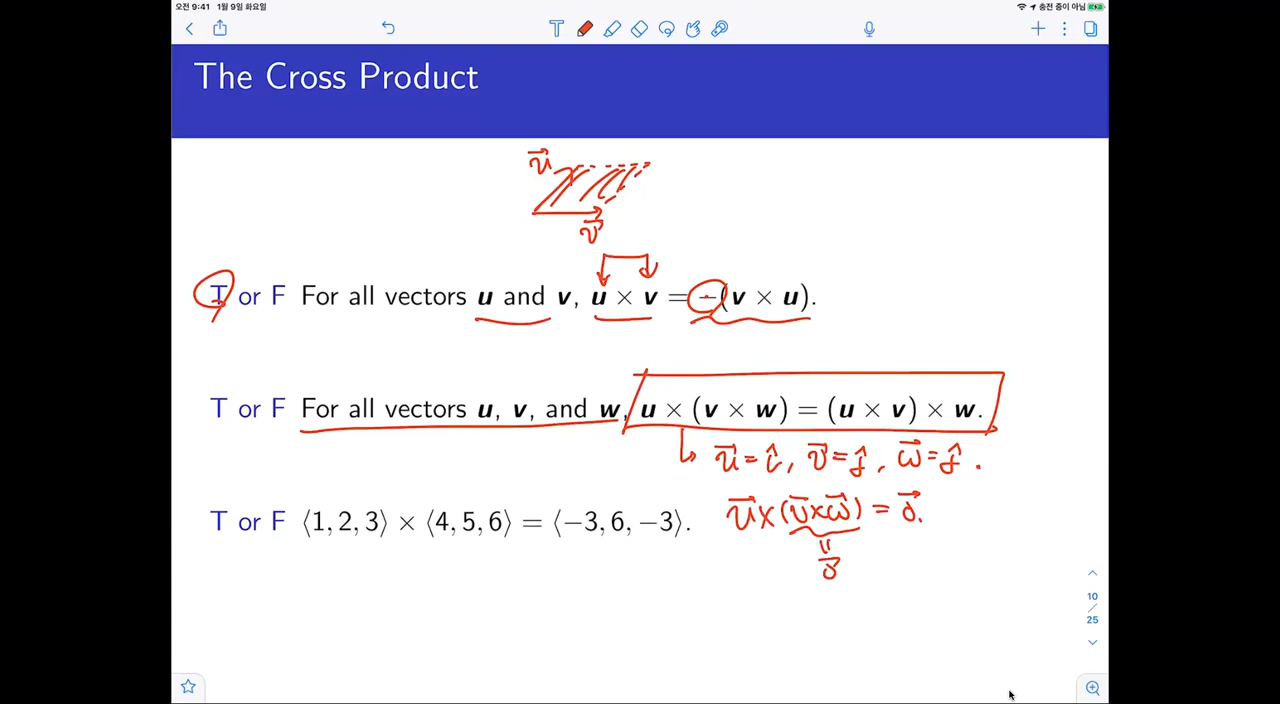 오전 9:41 1월 9일 화요일
송전 중이 아님
The Cross Product
u⃗
v⃗
T or F For all vectors u and v, u × v = −(v × u).
T or F For all vectors u, v, and w, u × (v × w) = (u × v) × w.
u⃗ = î, v⃗ = ĵ, w⃗ = ĵ.
T or F ⟨1, 2, 3⟩ × ⟨4, 5, 6⟩ = ⟨−3, 6, −3⟩.
u⃗ × (v⃗ × w⃗) = 0⃗.
10
25